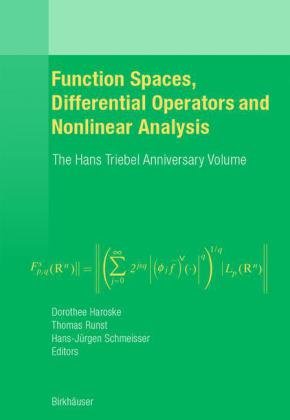 Function Spaces,
Differential Operators and
Nonlinear Analysis
The Hans Triebel Anniversary Volume
F^s_{p,q}(R^n)|| = || ( ∑_{j=0}^{∞} 2^{jsq} |(ϕ_j f̂)^∨(·)|^q )^{1/q} | L_p(R^n) ||
Dorothee Haroske
Thomas Runst
Hans-Jürgen Schmeisser
Editors
Birkhäuser